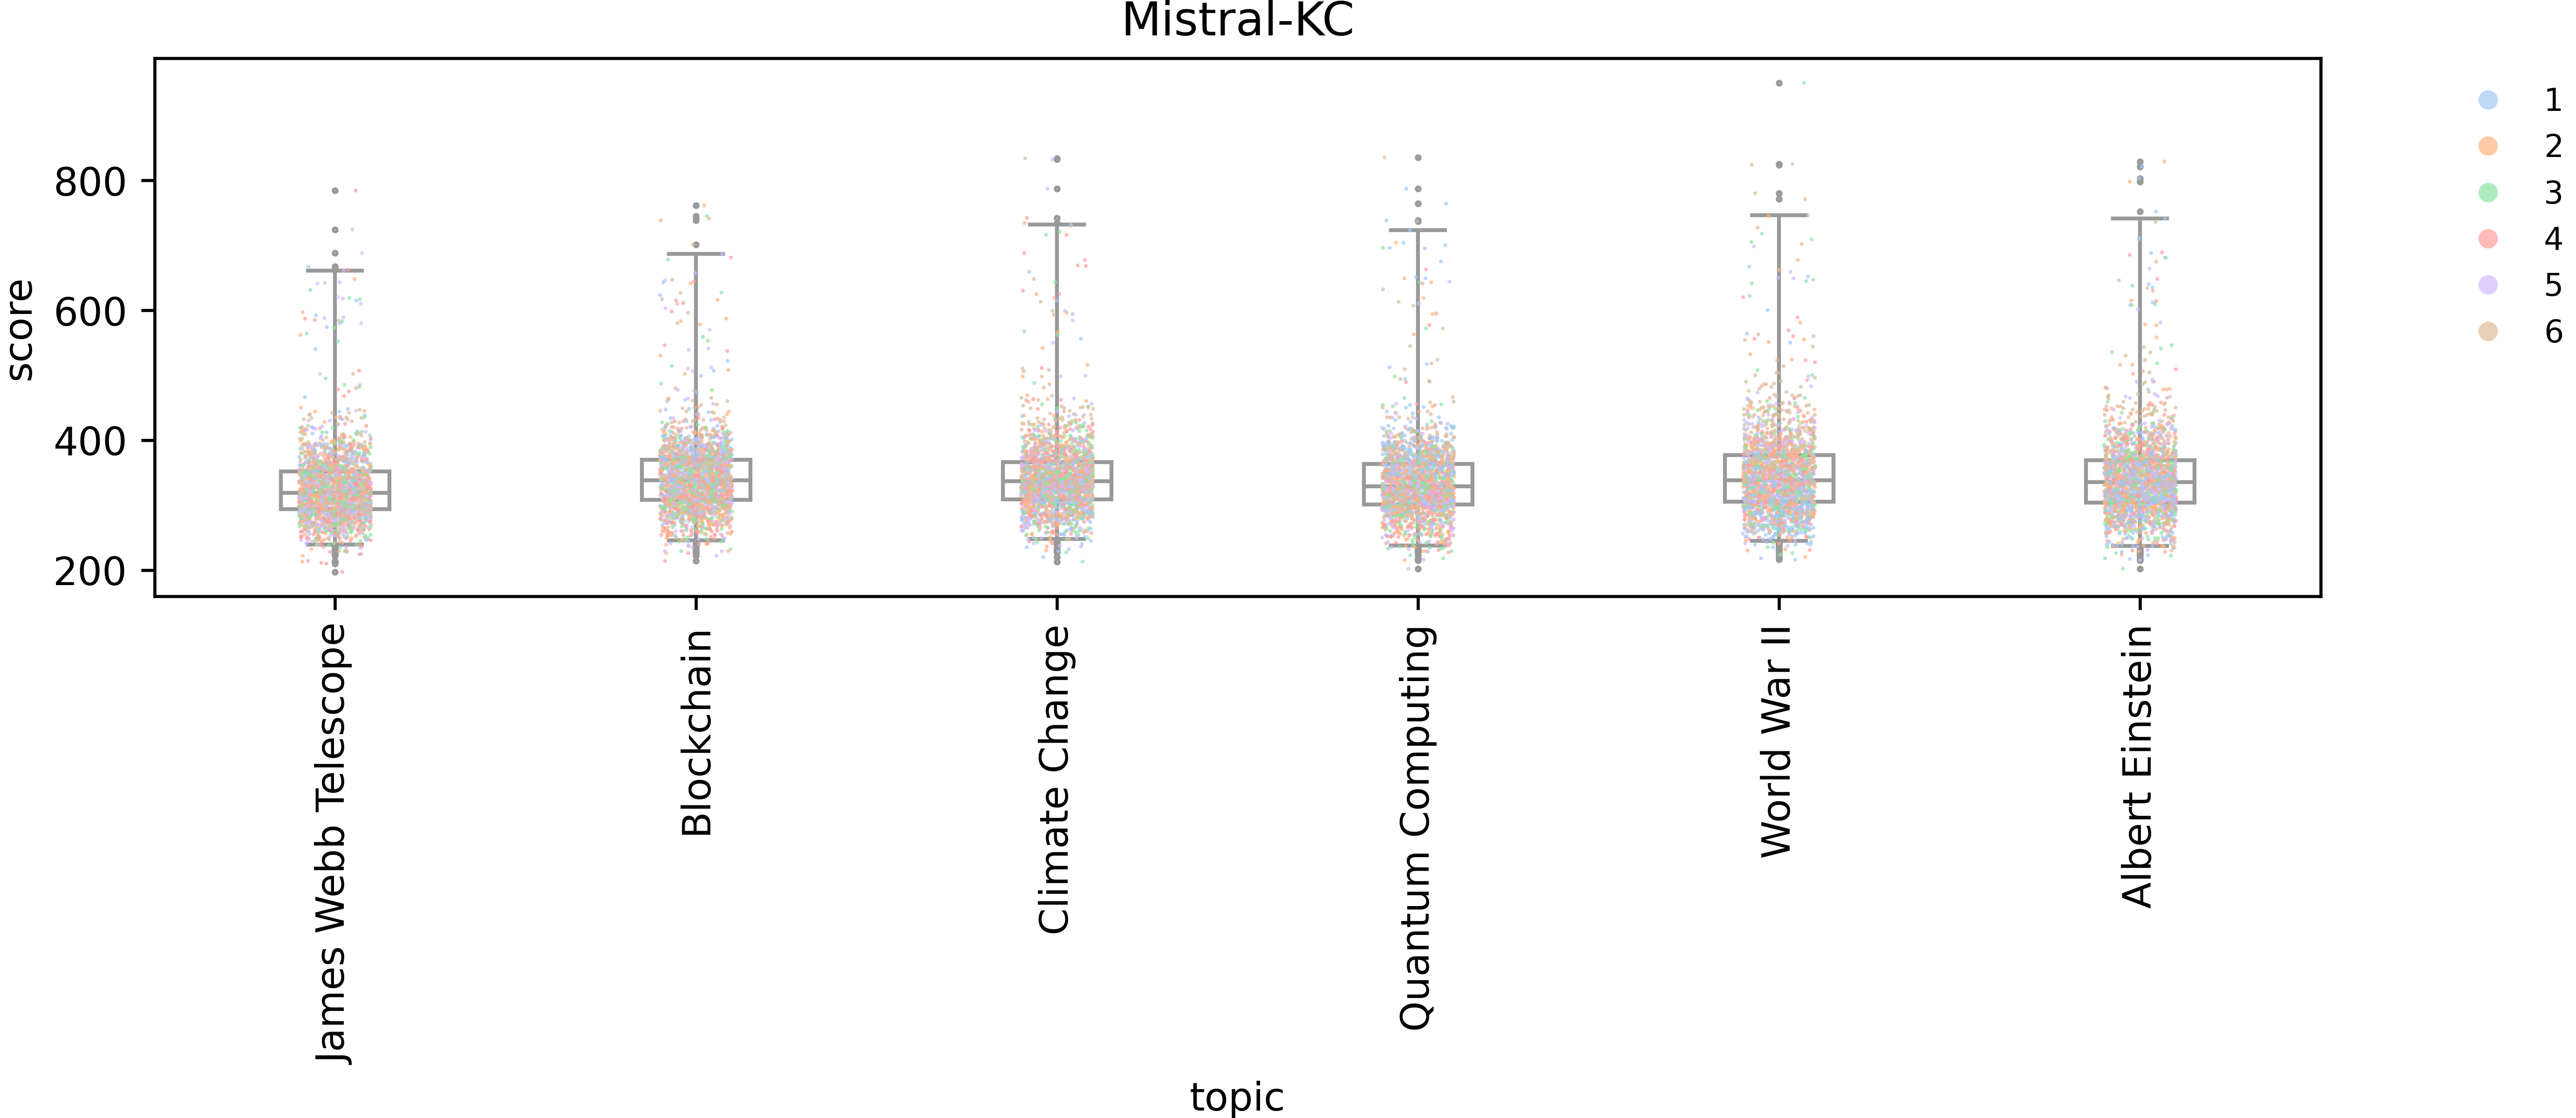 Mistral-KC
score
800
600
400
200
1
2
3
4
5
6
James Webb Telescope
Blockchain
Climate Change
Quantum Computing
World War II
Albert Einstein
topic